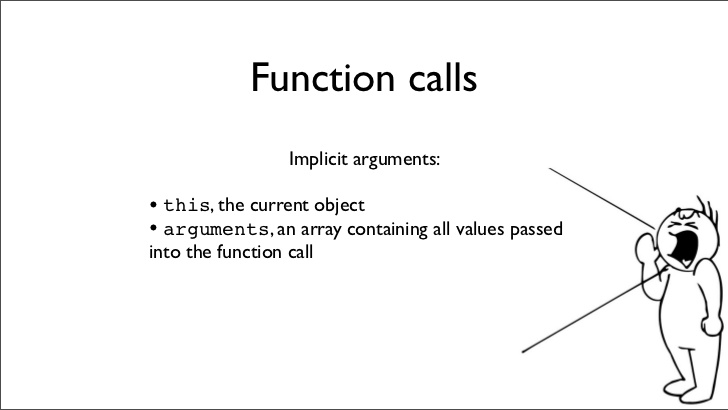 Function calls
Implicit arguments:
• this, the current object
• arguments, an array containing all values passed
into the function call